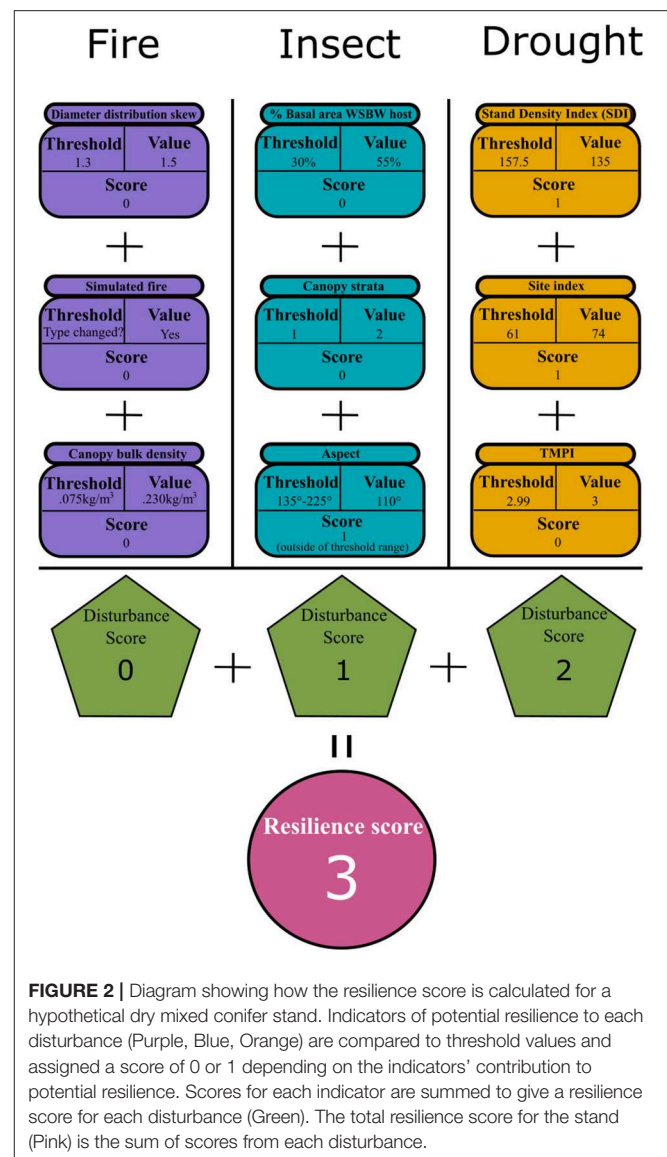 Fire
Insect
Drought
Diameter distribution skew
Threshold Value
1.3 1.5
Score
0
% Basal area WSBW host
Threshold Value
30% 55%
Score
0
Stand Density Index (SDI
Threshold Value
157.5 135
Score
1
+ + +
Simulated fire
Threshold Value
Type changed? Yes
Score
0
Canopy strata
Threshold Value
1 2
Score
0
Site index
Threshold Value
61 74
Score
1
+ + +
Canopy bulk density
Threshold Value
.075kg/m³ .230kg/m³
Score
0
Aspect
Threshold Value
135°-225° 110°
Score
1
(outside of threshold range)
TMPI
Threshold Value
2.99 3
Score
0
Disturbance
Score
0
+
Disturbance
Score
1
+
Disturbance
Score
2
=
Resilience score
3
FIGURE 2 | Diagram showing how the resilience score is calculated for a
hypothetical dry mixed conifer stand. Indicators of potential resilience to each
disturbance (Purple, Blue, Orange) are compared to threshold values and
assigned a score of 0 or 1 depending on the indicators' contribution to
potential resilience. Scores for each indicator are summed to give a resilience
score for each disturbance (Green). The total resilience score for the stand
(Pink) is the sum of scores from each disturbance.